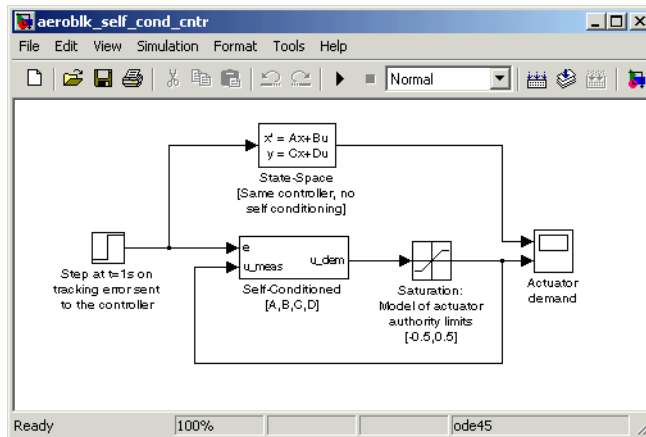 aeroblk_self_cond_cntr
File Edit View Simulation Format Tools Help
Normal
x' = Ax+Bu
y = Cx+Du
State-Space
[Same controller, no
self conditioning]
Step at t=1s on
tracking error sent
to the controller
e
u_meas
u_dem
Self-Conditioned
[A,B,C,D]
Saturation:
Model of actuator
authority limits
[-0.5,0.5]
Actuator
demand
Ready 100% ode45